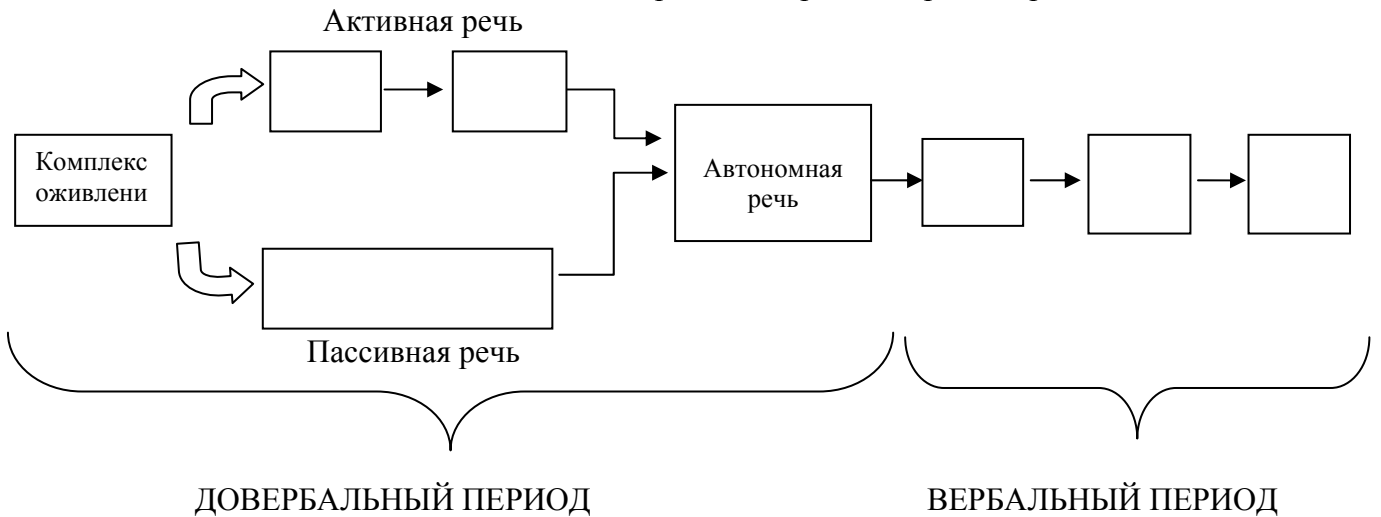 Активная речь
Комплекс
оживлени
Автономная
речь
Пассивная речь
ДОВЕРБАЛЬНЫЙ ПЕРИОД
ВЕРБАЛЬНЫЙ ПЕРИОД